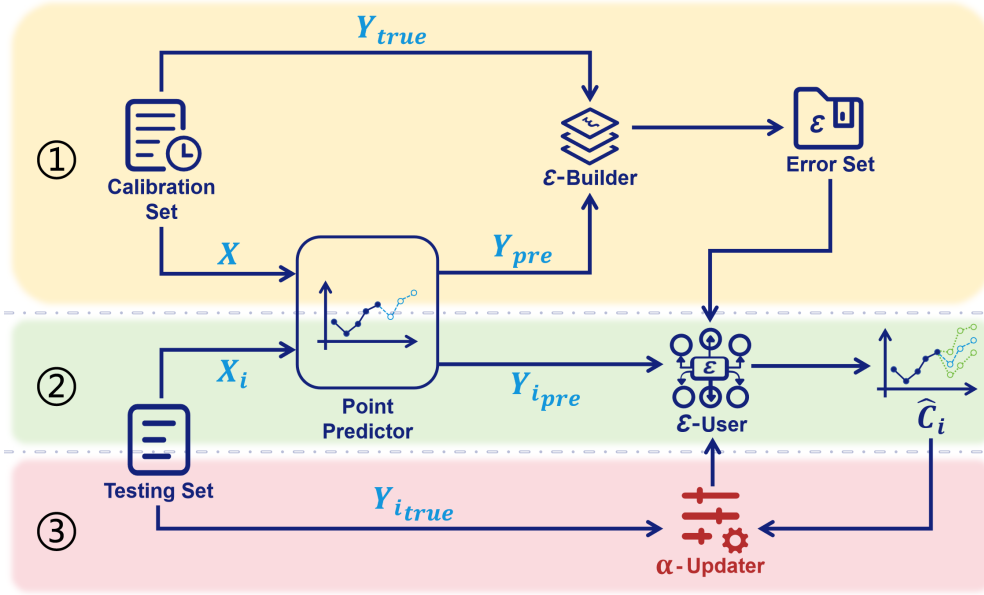 Y_true
①
Calibration
Set
ε-Builder
ε
Error Set
X
Y_pre
②
X_i
Point
Predictor
Y_i_pre
ε
ε-User
Ĉ_i
Testing Set
③
Y_i_true
α-Updater